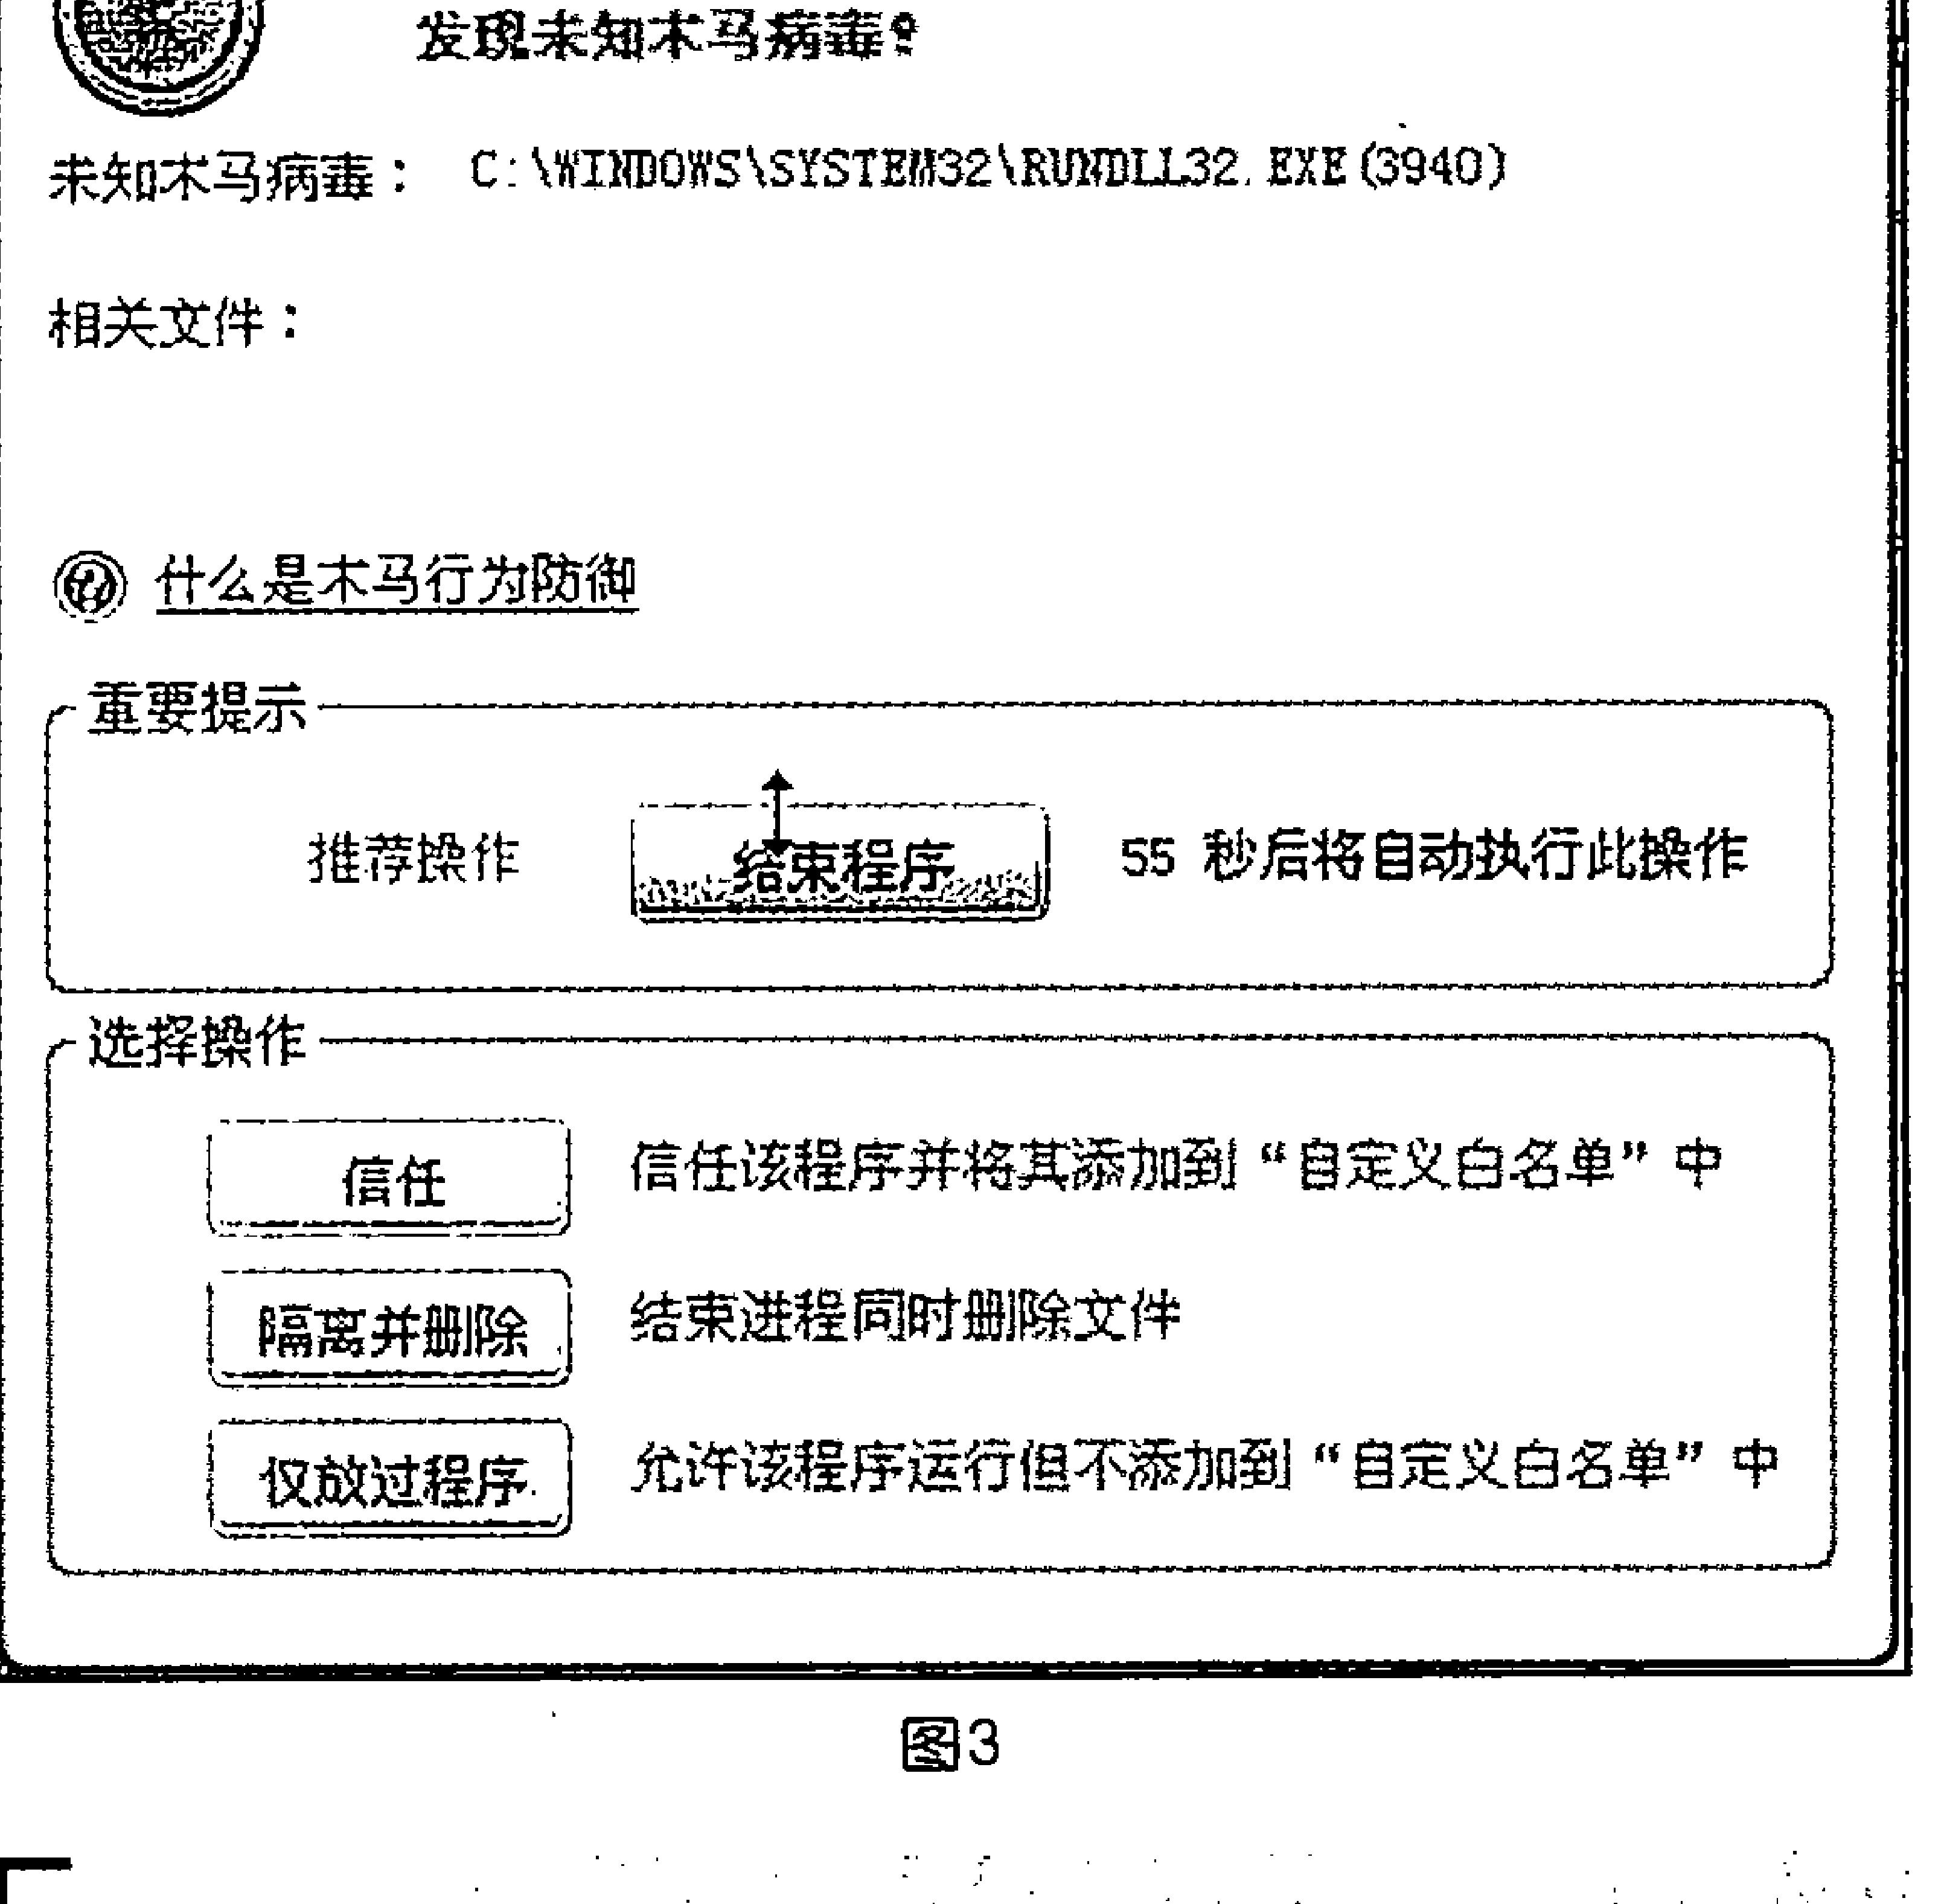 发现未知木马病毒?
未知木马病毒: C:\WINDOWS\SYSTEM32\RUNDLL32.EXE(3940)
相关文件:
什么是木马行为防御
重要提示
推荐操作 结束程序 55 秒后将自动执行此操作
选择操作
信任 信任该程序并将其添加到“自定义白名单”中
隔离并删除 结束进程同时删除文件
仅放过程序 允许该程序运行但不添加到“自定义白名单”中
图3